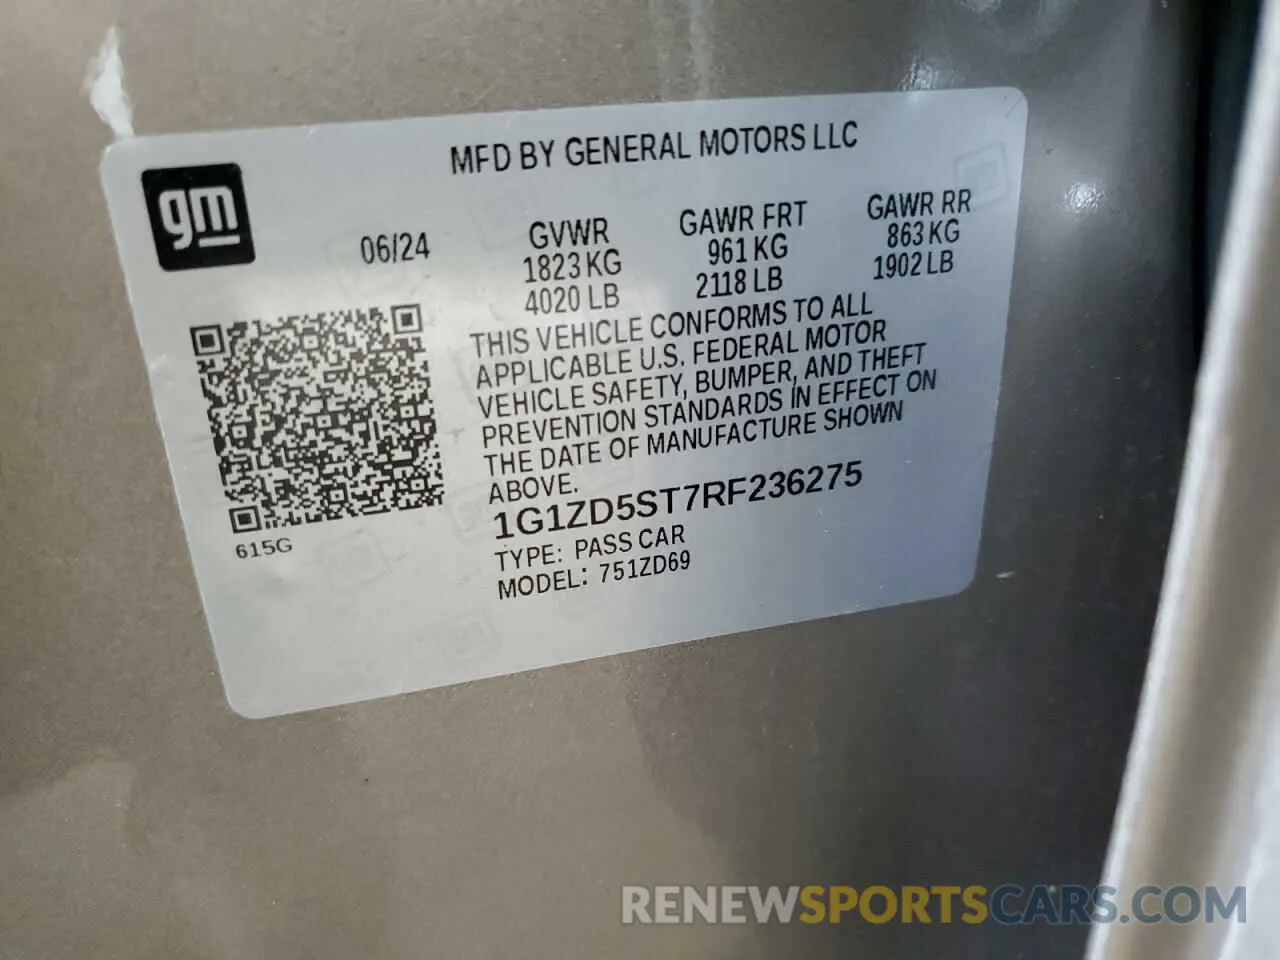 MFD BY GENERAL MOTORS LLC
gm
06/24
GVWR
1823 KG
4020 LB
GAWR FRT
961 KG
2118 LB
GAWR RR
863 KG
1902 LB
THIS VEHICLE CONFORMS TO ALL
APPLICABLE U.S. FEDERAL MOTOR
VEHICLE SAFETY, BUMPER, AND THEFT
PREVENTION STANDARDS IN EFFECT ON
THE DATE OF MANUFACTURE SHOWN
ABOVE.
1G1ZD5ST7RF236275
TYPE: PASS CAR
MODEL: 751ZD69
615G
RENEWSPORTSCARS.COM